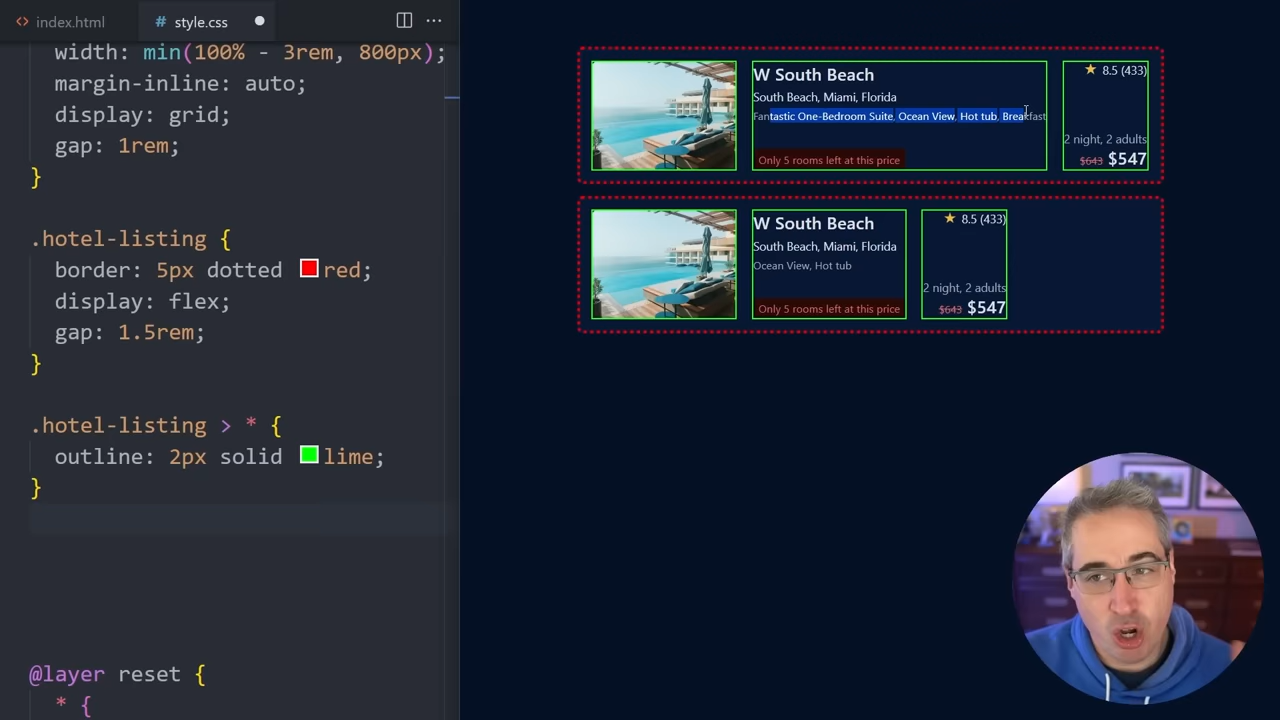 index.html
style.css
width: min(100% - 3rem, 800px);
margin-inline: auto;
display: grid;
gap: 1rem;
}
.hotel-listing {
border: 5px dotted red;
display: flex;
gap: 1.5rem;
}
.hotel-listing > * {
outline: 2px solid lime;
}
@layer reset {
* {
W South Beach
South Beach, Miami, Florida
Fantastic One-Bedroom Suite, Ocean View, Hot tub, Breakfast
Only 5 rooms left at this price
★ 8.5 (433)
2 night, 2 adults
$643 $547
W South Beach
South Beach, Miami, Florida
Ocean View, Hot tub
Only 5 rooms left at this price
★ 8.5 (433)
2 night, 2 adults
$643 $547